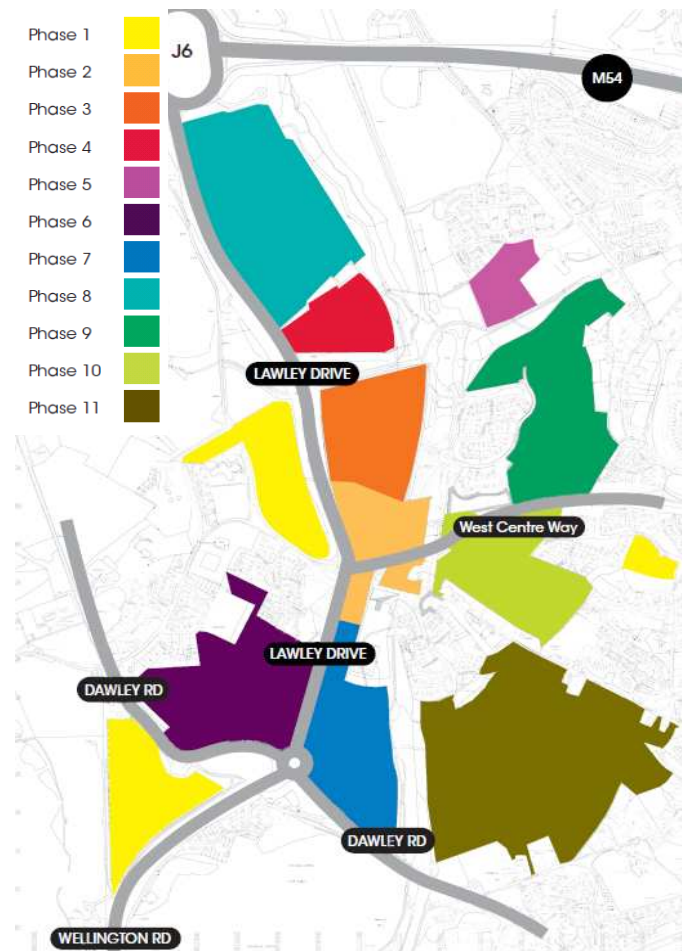 Phase 1
Phase 2
Phase 3
Phase 4
Phase 5
Phase 6
Phase 7
Phase 8
Phase 9
Phase 10
Phase 11
J6
M54
LAWLEY DRIVE
West Centre Way
LAWLEY DRIVE
DAWLEY RD
DAWLEY RD
WELLINGTON RD